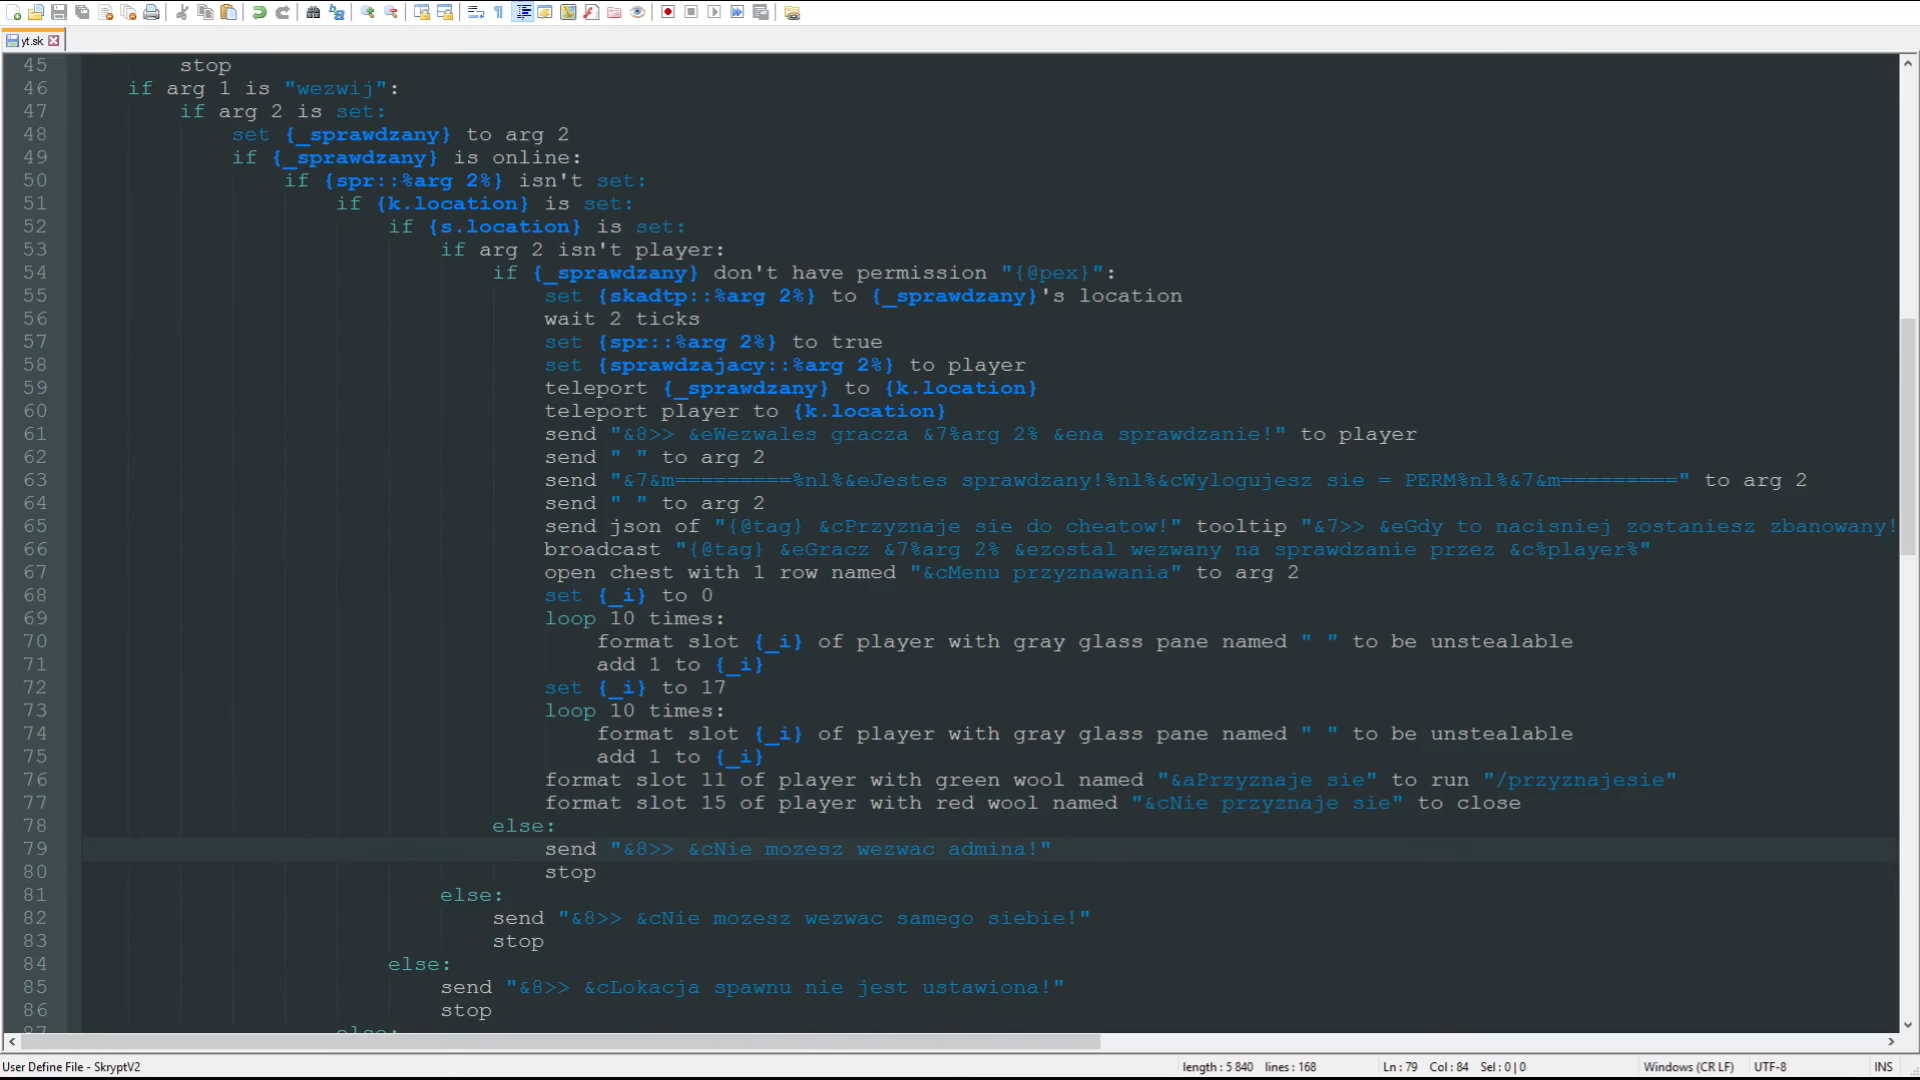 yt.sk
45 stop
46 if arg 1 is "wezwij":
47 if arg 2 is set:
48 set {_sprawdzany} to arg 2
49 if {_sprawdzany} is online:
50 if {spr::%arg 2%} isn't set:
51 if {k.location} is set:
52 if {s.location} is set:
53 if arg 2 isn't player:
54 if {_sprawdzany} don't have permission "{@pex}":
55 set {skadtp::%arg 2%} to {_sprawdzany}'s location
56 wait 2 ticks
57 set {spr::%arg 2%} to true
58 set {sprawdzajacy::%arg 2%} to player
59 teleport {_sprawdzany} to {k.location}
60 teleport player to {k.location}
61 send "&8>> &eWezwales gracza &7%arg 2% &ena sprawdzanie!" to player
62 send " " to arg 2
63 send "&7&m=========%nl%&eJestes sprawdzany!%nl%&cWylogujesz sie = PERM%nl%&7&m=========" to arg 2
64 send " " to arg 2
65 send json of "{@tag} &cPrzyznaje sie do cheatow!" tooltip "&7>> &eGdy to nacisniej zostaniesz zbanowany!
66 broadcast "{@tag} &eGracz &7%arg 2% &ezostal wezwany na sprawdzanie przez &c%player%"
67 open chest with 1 row named "&cMenu przyznawania" to arg 2
68 set {_i} to 0
69 loop 10 times:
70 format slot {_i} of player with gray glass pane named " " to be unstealable
71 add 1 to {_i}
72 set {_i} to 17
73 loop 10 times:
74 format slot {_i} of player with gray glass pane named " " to be unstealable
75 add 1 to {_i}
76 format slot 11 of player with green wool named "&aPrzyznaje sie" to run "/przyznajesie"
77 format slot 15 of player with red wool named "&cNie przyznaje sie" to close
78 else:
79 send "&8>> &cNie mozesz wezwac admina!"
80 stop
81 else:
82 send "&8>> &cNie mozesz wezwac samego siebie!"
83 stop
84 else:
85 send "&8>> &cLokacja spawnu nie jest ustawiona!"
86 stop
87 else:
User Define File - SkryptV2 length : 5 840 lines : 168 Ln : 79 Col : 84 Sel : 0 | 0 Windows (CR LF) UTF-8 INS